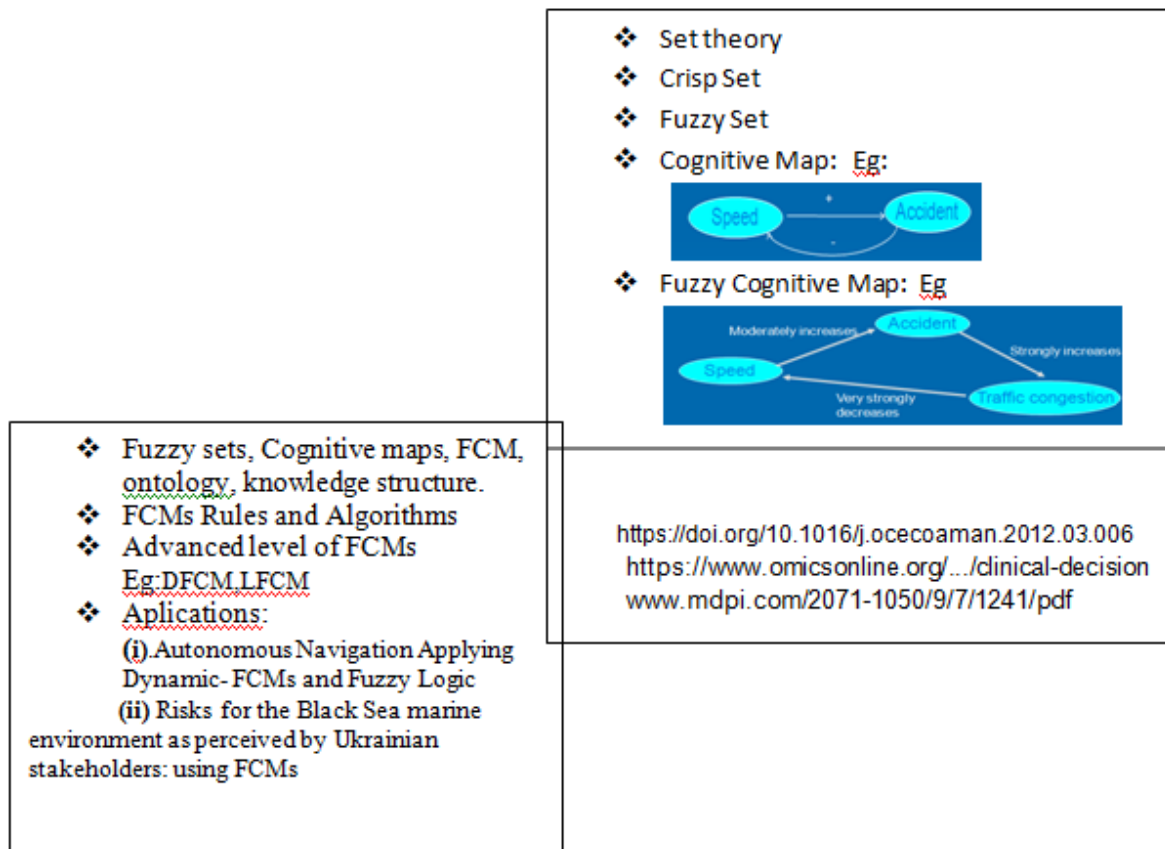 ❖ Set theory
❖ Crisp Set
❖ Fuzzy Set
❖ Cognitive Map: Eg:
+
Speed
Accident
-
❖ Fuzzy Cognitive Map: Eg
Accident
Moderately increases
Strongly increases
Speed
Traffic congestion
Very strongly
decreases
❖ Fuzzy sets, Cognitive maps, FCM,
ontology, knowledge structure.
❖ FCMs Rules and Algorithms
❖ Advanced level of FCMs
Eg:DFCM,LFCM
❖ Aplications:
(i).Autonomous Navigation Applying
Dynamic- FCMs and Fuzzy Logic
(ii) Risks for the Black Sea marine
environment as perceived by Ukrainian
stakeholders: using FCMs
https://doi.org/10.1016/j.ocecoaman.2012.03.006
https://www.omicsonline.org/.../clinical-decision
www.mdpi.com/2071-1050/9/7/1241/pdf